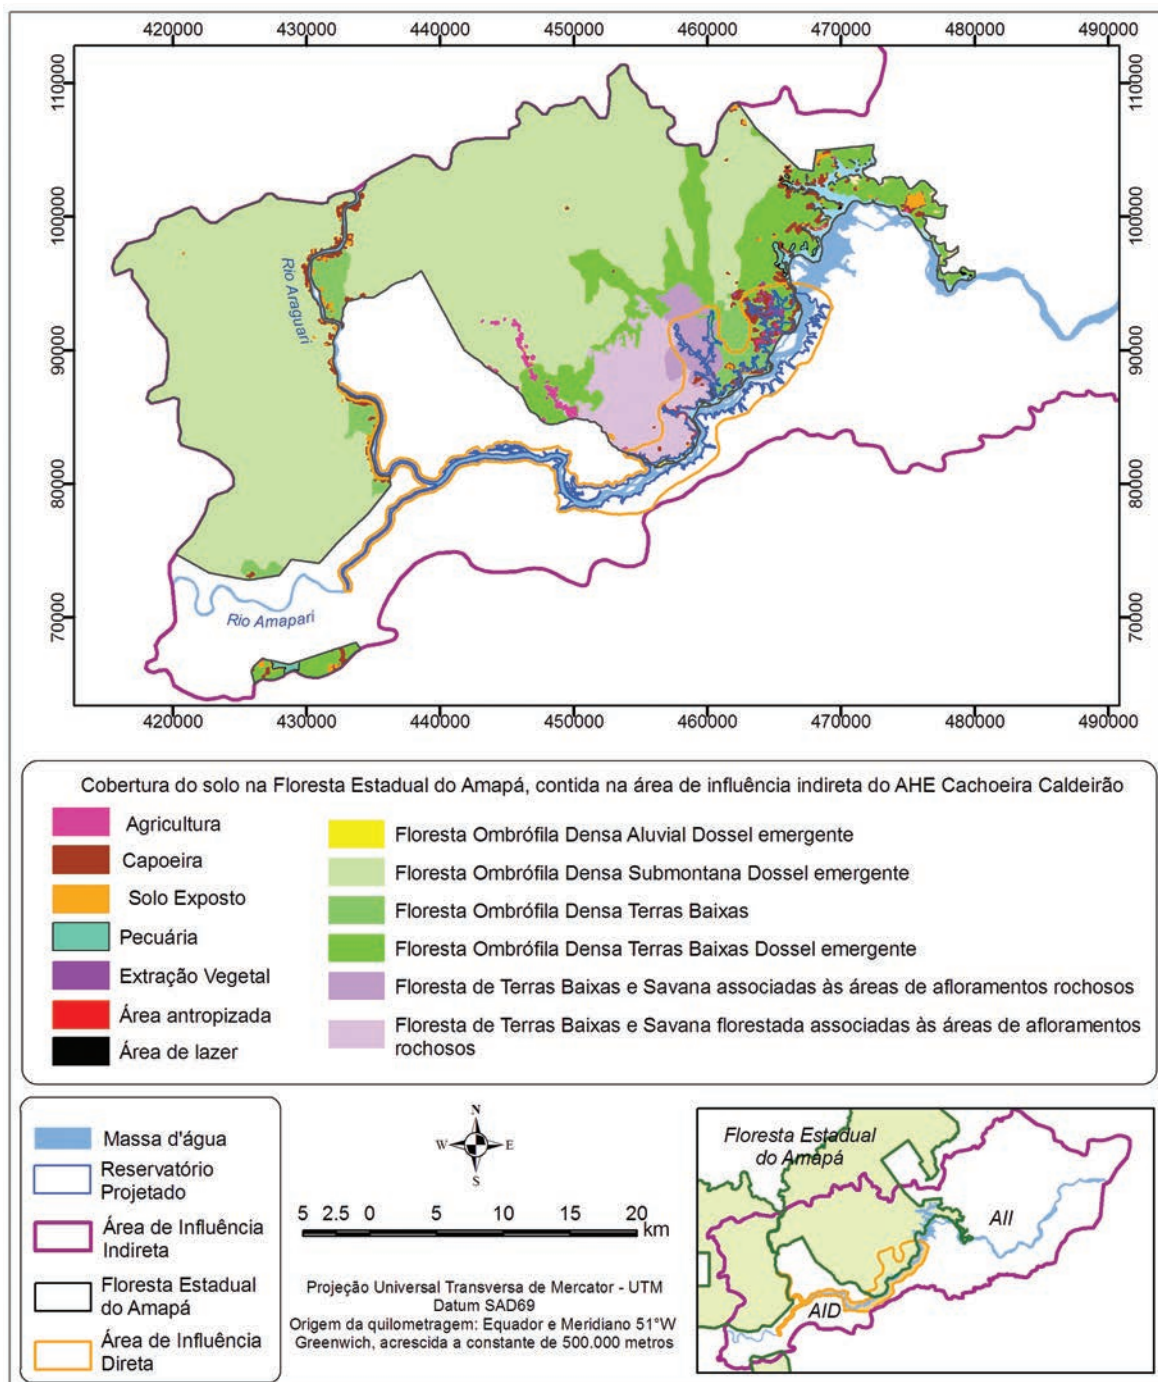 420000 430000 440000 450000 460000 470000 480000 490000
110000
100000
90000
80000
70000
110000
100000
90000
80000
70000
Rio Araguari
Rio Amapari
420000 430000 440000 450000 460000 470000 480000 490000
Cobertura do solo na Floresta Estadual do Amapá, contida na área de influência indireta do AHE Cachoeira Caldeirão
Agricultura
Capoeira
Solo Exposto
Pecuária
Extração Vegetal
Área antropizada
Área de lazer
Floresta Ombrófila Densa Aluvial Dossel emergente
Floresta Ombrófila Densa Submontana Dossel emergente
Floresta Ombrófila Densa Terras Baixas
Floresta Ombrófila Densa Terras Baixas Dossel emergente
Floresta de Terras Baixas e Savana associadas às áreas de afloramentos rochosos
Floresta de Terras Baixas e Savana florestada associadas às áreas de afloramentos
rochosos
Massa d'água
Reservatório
Projetado
Área de Influência
Indireta
Floresta Estadual
do Amapá
Área de Influência
Direta
N
W E
S
5 2.5 0 5 10 15 20
km
Projeção Universal Transversa de Mercator - UTM
Datum SAD69
Origem da quilometragem: Equador e Meridiano 51°W
Greenwich, acrescida a constante de 500.000 metros
Floresta Estadual
do Amapá
AII
AID